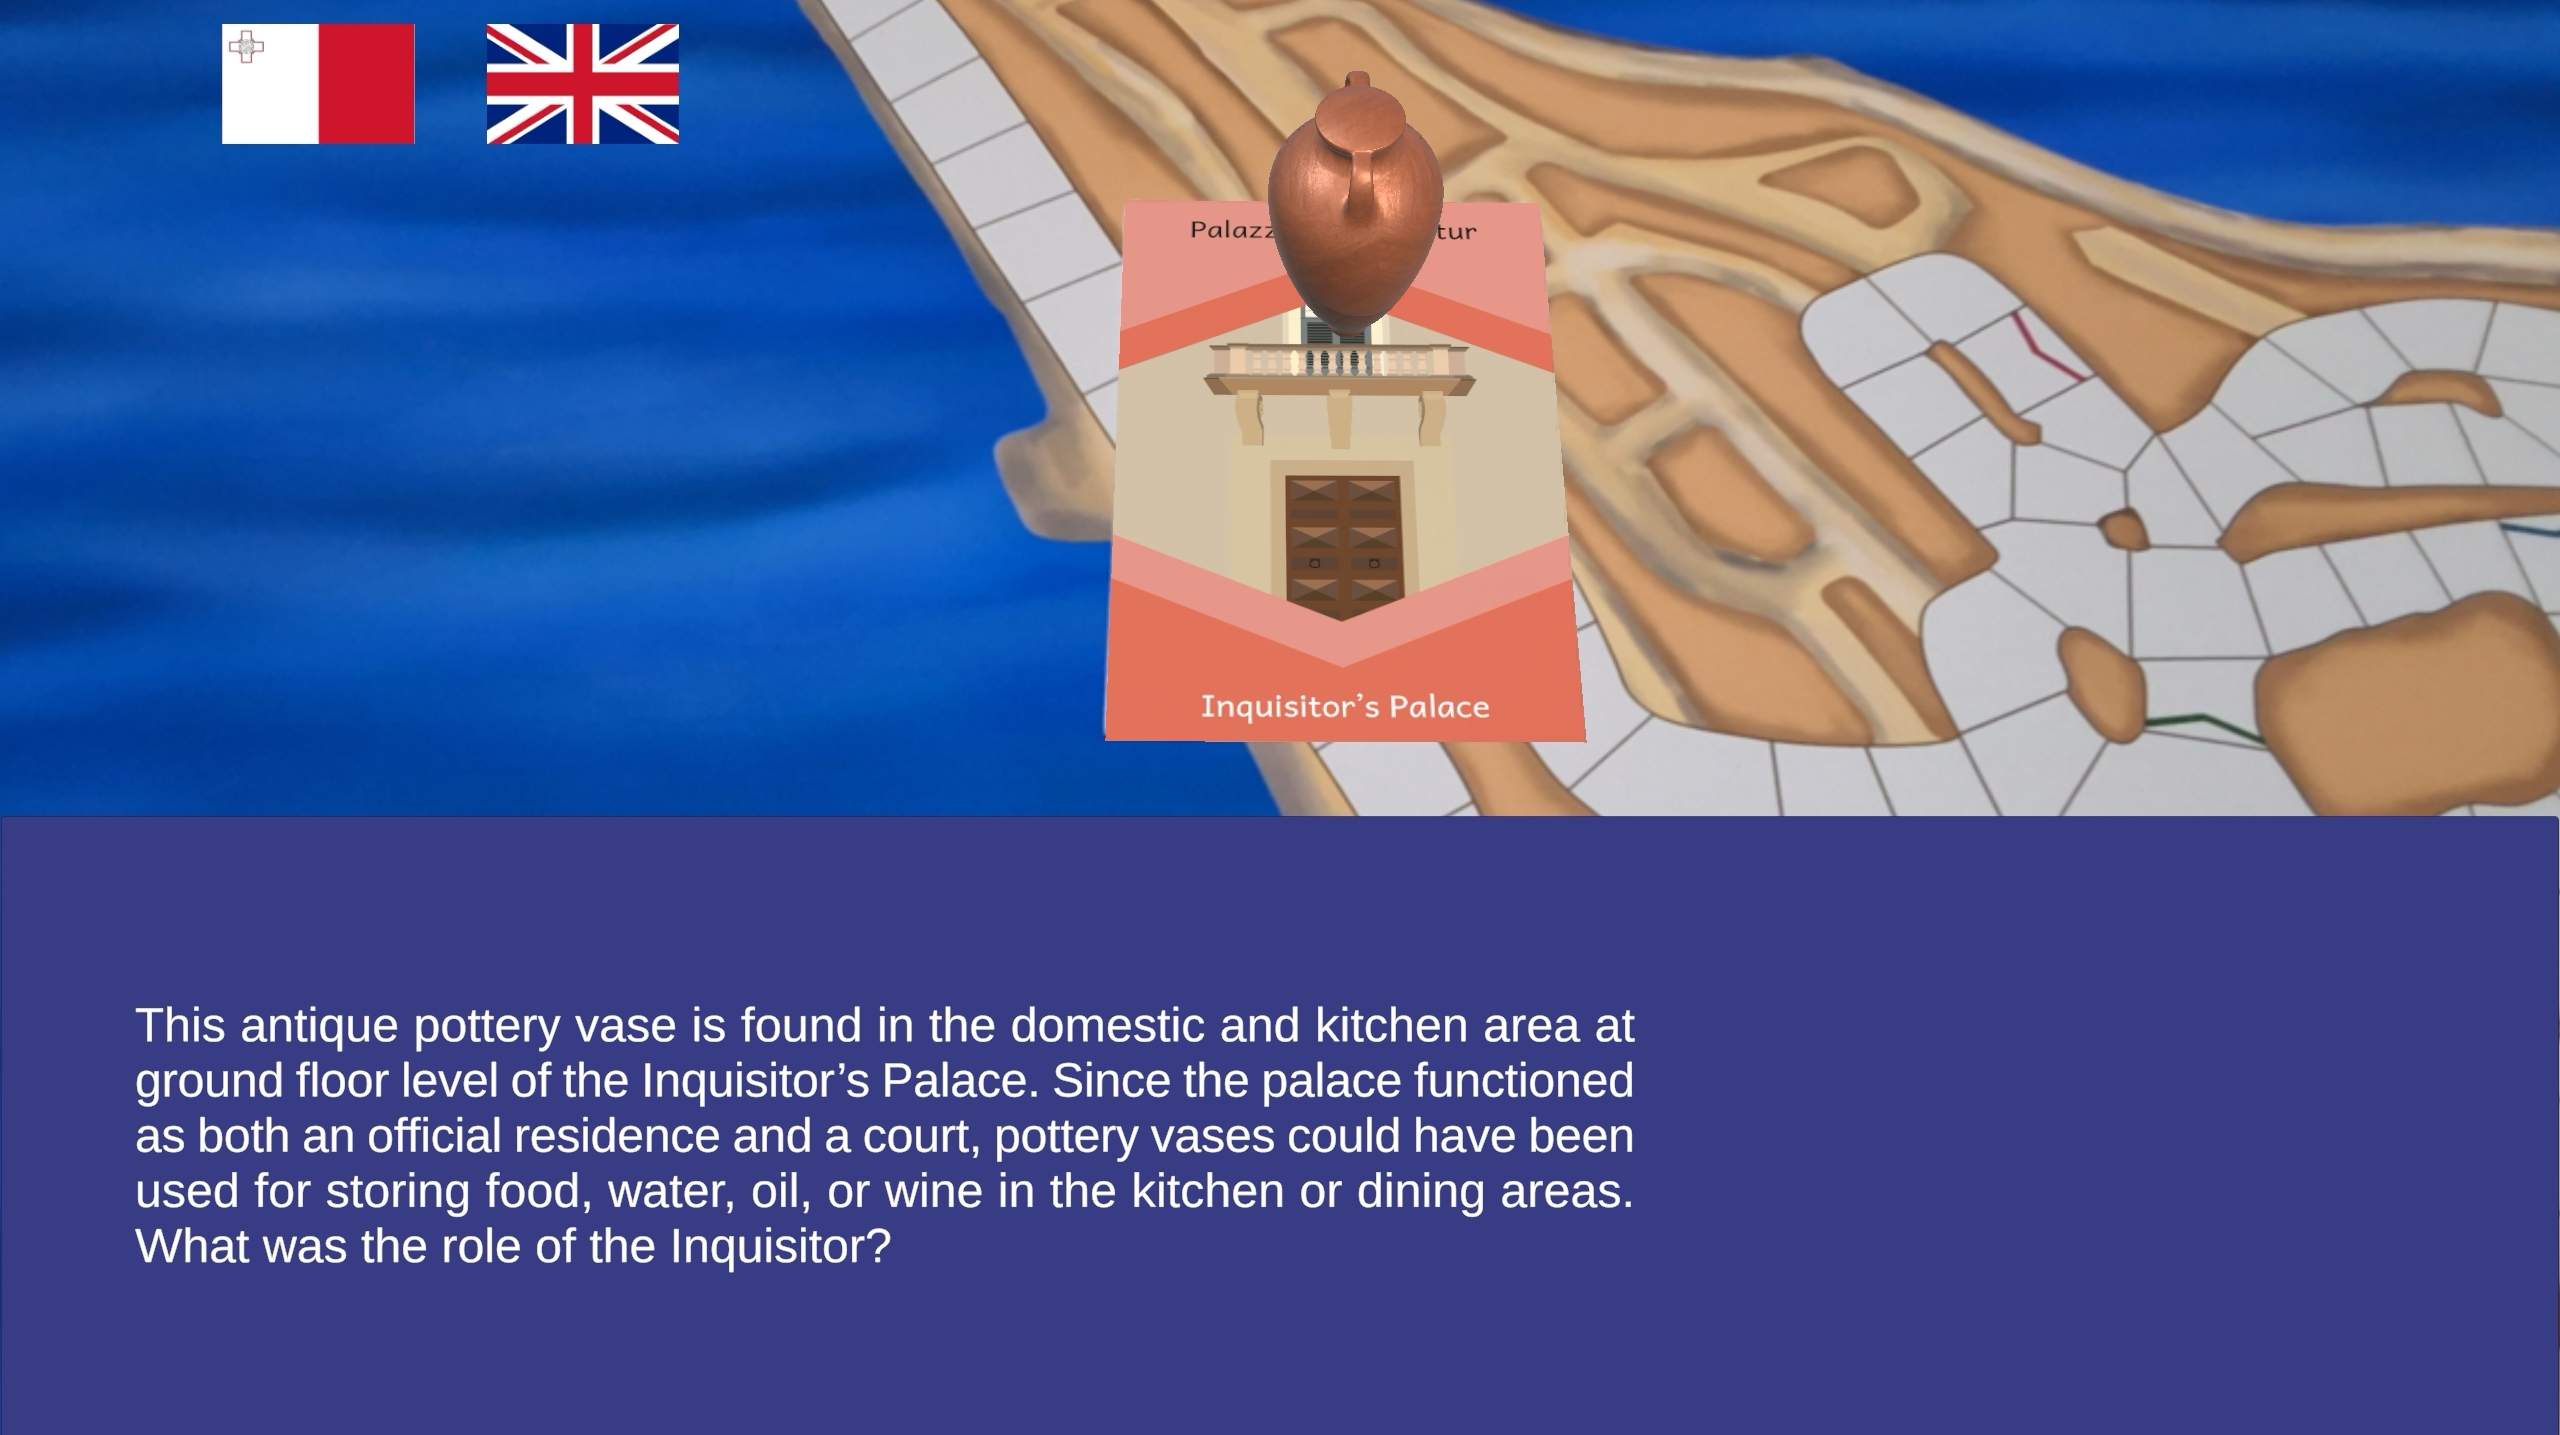 Inquisitor’s Palace
This antique pottery vase is found in the domestic and kitchen area at
ground floor level of the Inquisitor’s Palace. Since the palace functioned
as both an official residence and a court, pottery vases could have been
used for storing food, water, oil, or wine in the kitchen or dining areas.
What was the role of the Inquisitor?